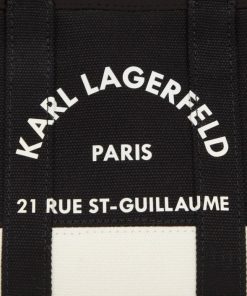 KARL LAGERFELD
PARIS
21 RUE ST-GUILLAUME